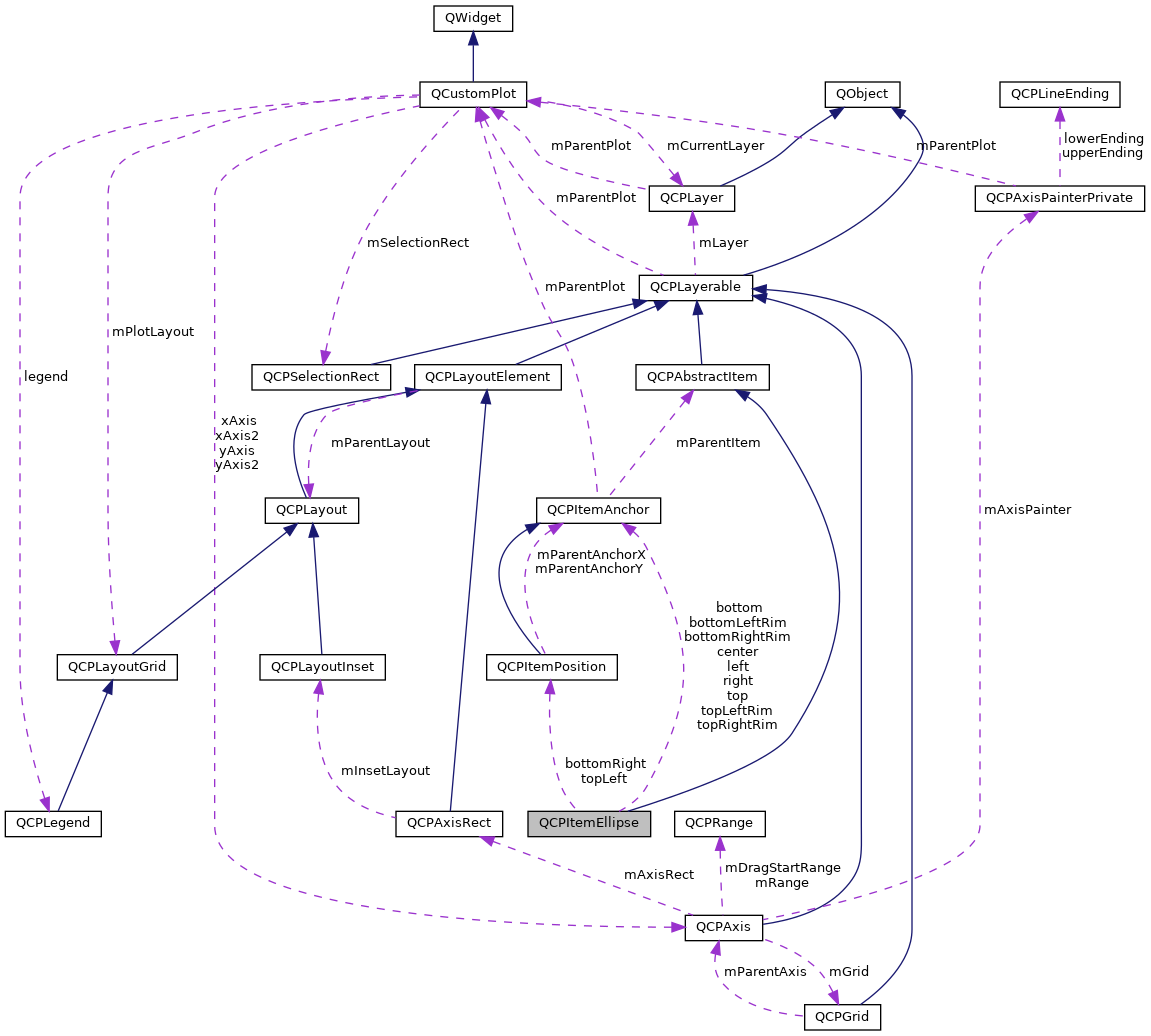 QWidget
QCustomPlot
QObject
QCPLineEnding
mParentPlot
mCurrentLayer
mParentPlot
lowerEnding
upperEnding
QCPLayer
QCPAxisPainterPrivate
mParentPlot
mSelectionRect
mLayer
mParentPlot
QCPLayerable
mPlotLayout
legend
QCPSelectionRect
QCPLayoutElement
QCPAbstractItem
xAxis
xAxis2
yAxis
yAxis2
mParentLayout
mParentItem
QCPLayout
QCPItemAnchor
mAxisPainter
mParentAnchorX
mParentAnchorY
bottom
bottomLeftRim
bottomRightRim
center
left
right
top
topLeftRim
topRightRim
QCPLayoutGrid
QCPLayoutInset
QCPItemPosition
mInsetLayout
bottomRight
topLeft
QCPLegend
QCPAxisRect
QCPItemEllipse
QCPRange
mAxisRect
mDragStartRange
mRange
QCPAxis
mParentAxis
mGrid
QCPGrid